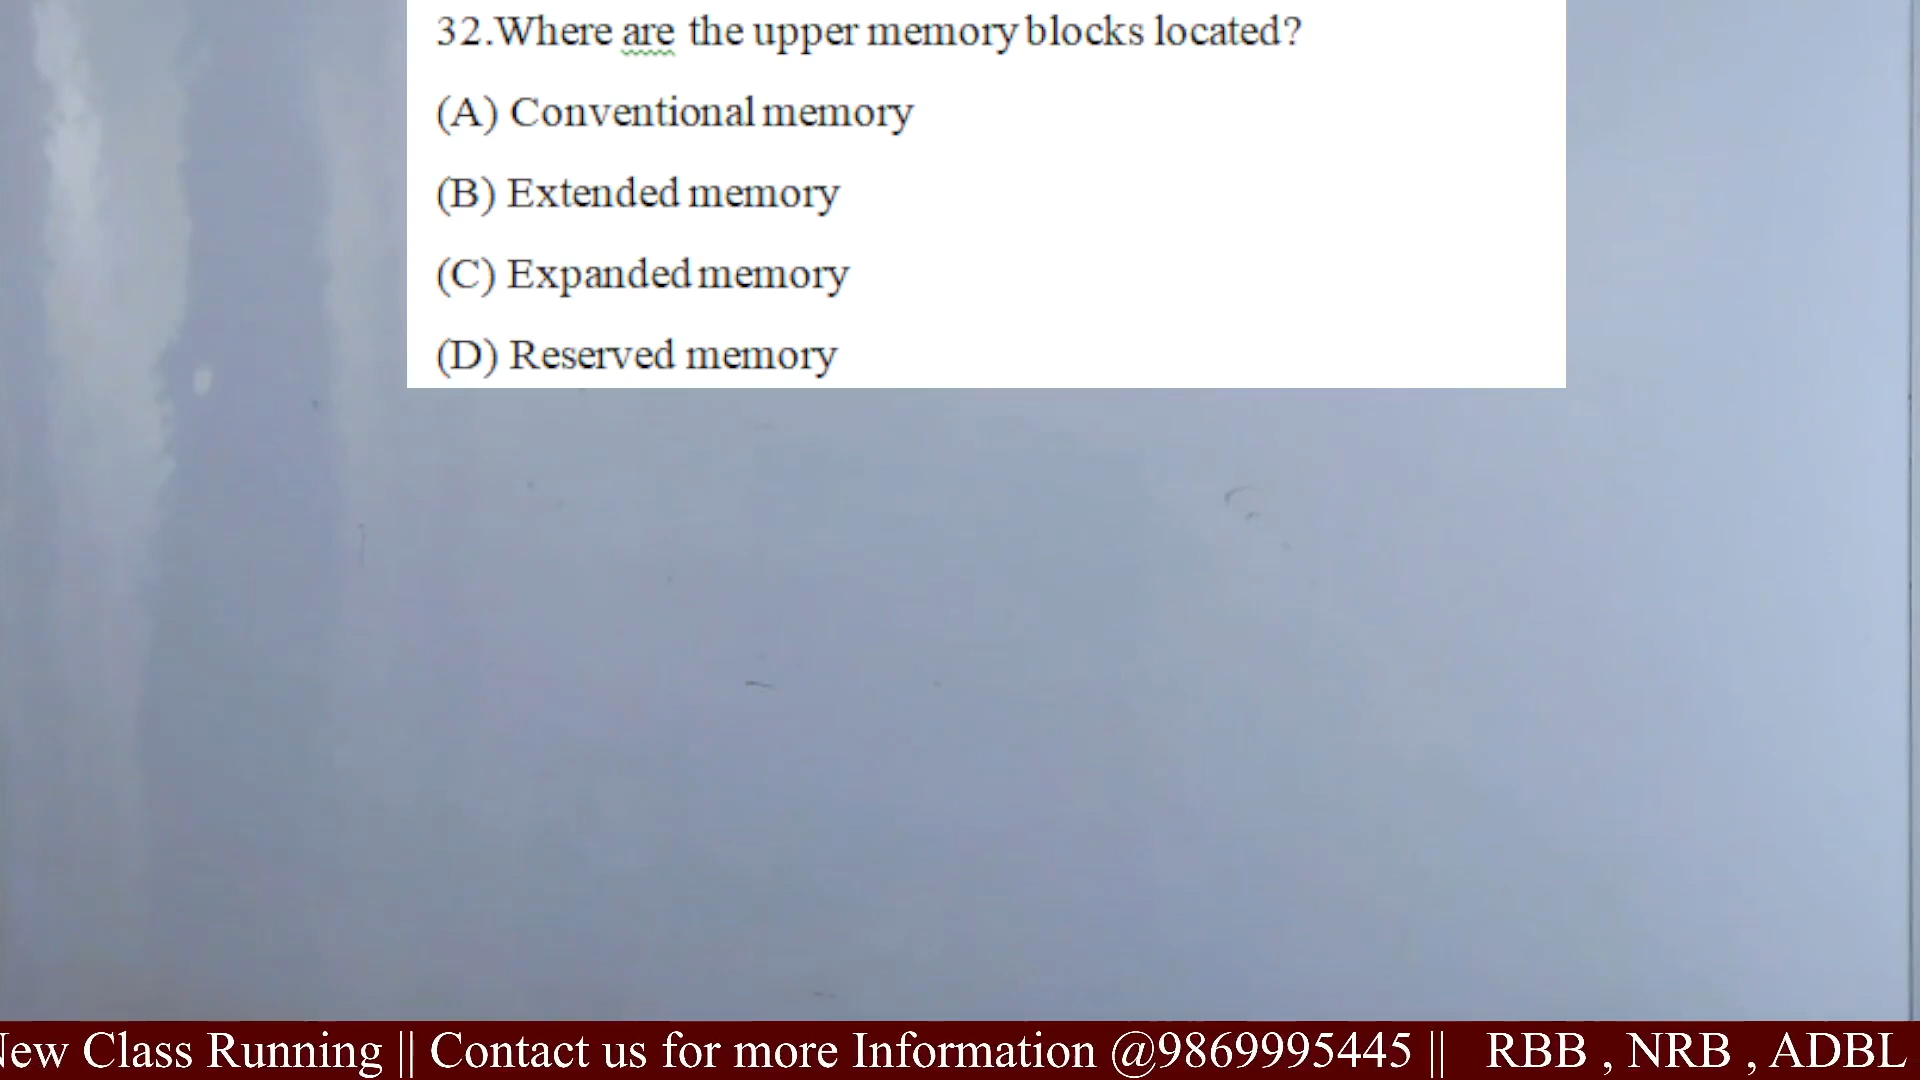 32.Where are the upper memory blocks located?
(A) Conventional memory
(B) Extended memory
(C) Expanded memory
(D) Reserved memory
New Class Running || Contact us for more Information @9869995445 || RBB , NRB , ADBL